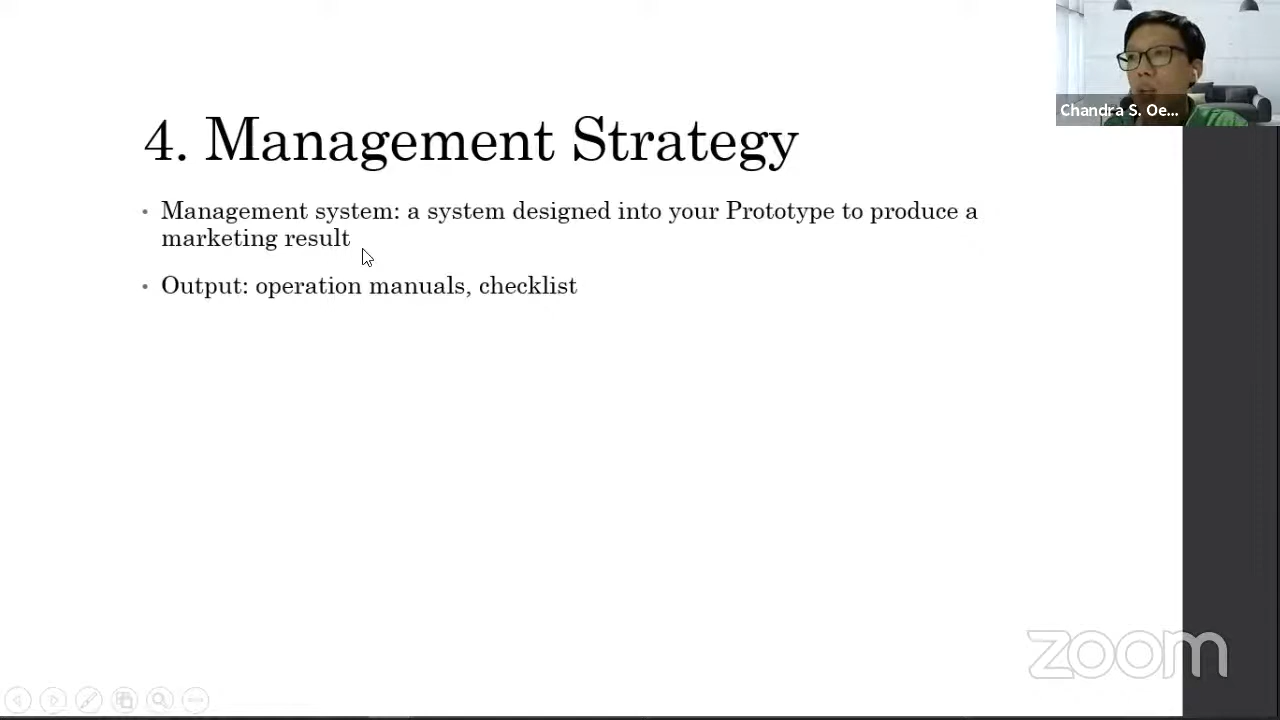 Chandra S. Oe...
4. Management Strategy
• Management system: a system designed into your Prototype to produce a
marketing result
• Output: operation manuals, checklist
zoom